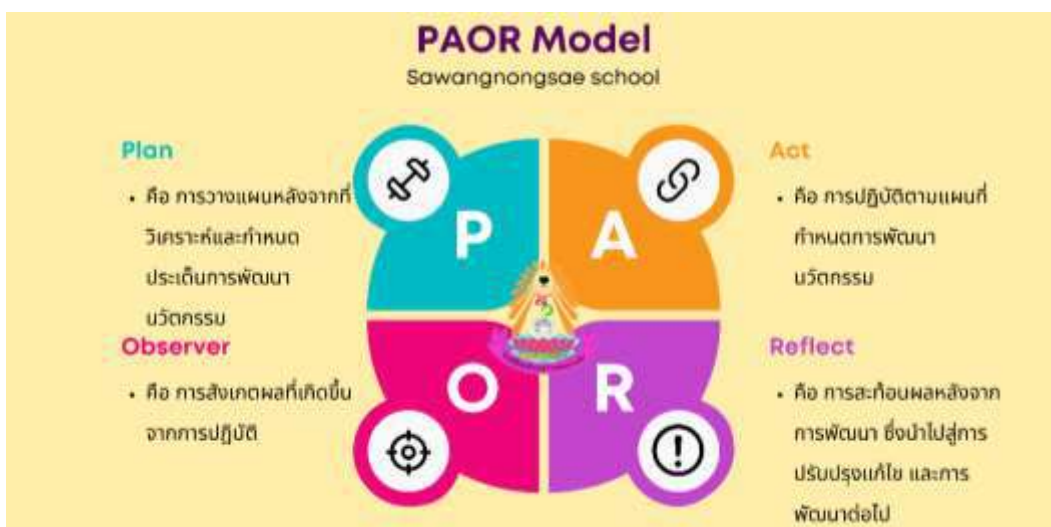 PAOR Model
Sawangnongsae school
Plan
• คือ การวางแผนหลังจากที่
วิเคราะห์และกำหนด
ประเด็นการพัฒนา
นวัตกรรม
P
A
Act
• คือ การปฏิบัติตามแผนที่
กำหนดการพัฒนา
นวัตกรรม
Observer
• คือ การสังเกตผลที่เกิดขึ้น
จากการปฏิบัติ
O
R
Reflect
• คือ การสะท้อนผลหลังจาก
การพัฒนา ซึ่งนำไปสู่การ
ปรับปรุงแก้ไข และการ
พัฒนาต่อไป